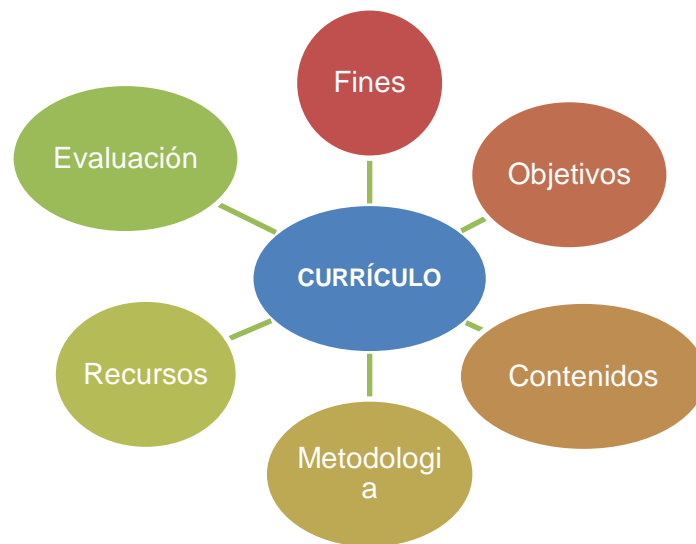 Fines
Evaluación
Objetivos
CURRÍCULO
Recursos
Contenidos
Metodologi
a